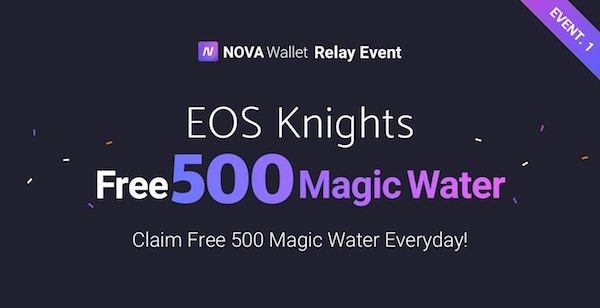 EVENT. 1
N NOVA Wallet Relay Event
EOS Knights
Free 500 Magic Water
Claim Free 500 Magic Water Everyday!